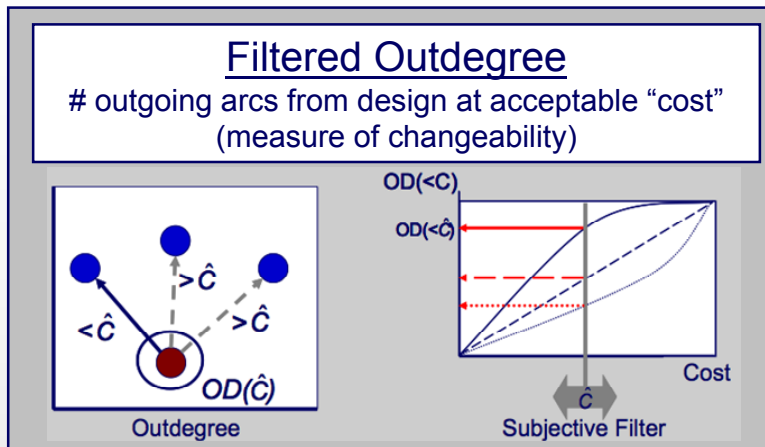 Filtered Outdegree
# outgoing arcs from design at acceptable “cost”
(measure of changeability)
>Ĉ
<Ĉ
>Ĉ
OD(Ĉ)
Outdegree
OD(<C)
OD(<Ĉ)
Cost
Ĉ
Subjective Filter